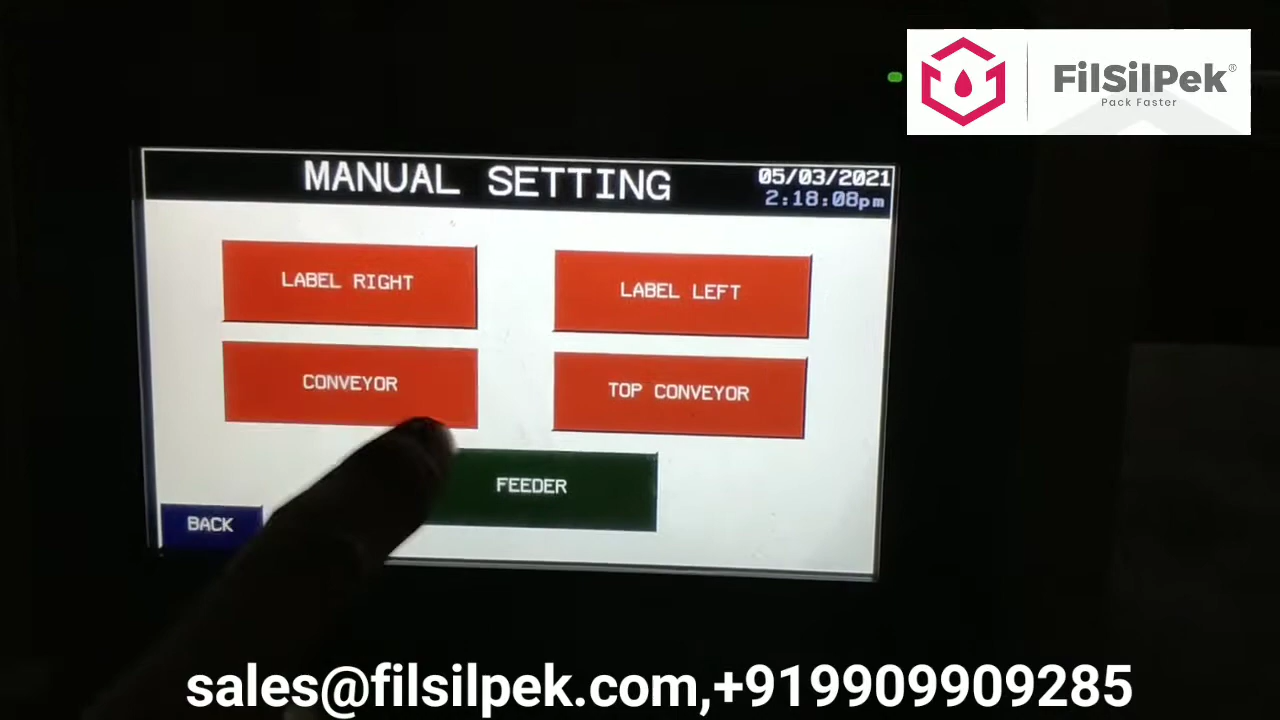 FilSilPek®
Pack Faster
MANUAL SETTING
05/03/2021
2:18:08pm
LABEL RIGHT
LABEL LEFT
CONVEYOR
TOP CONVEYOR
FEEDER
BACK
sales@filsilpek.com,+919909909285